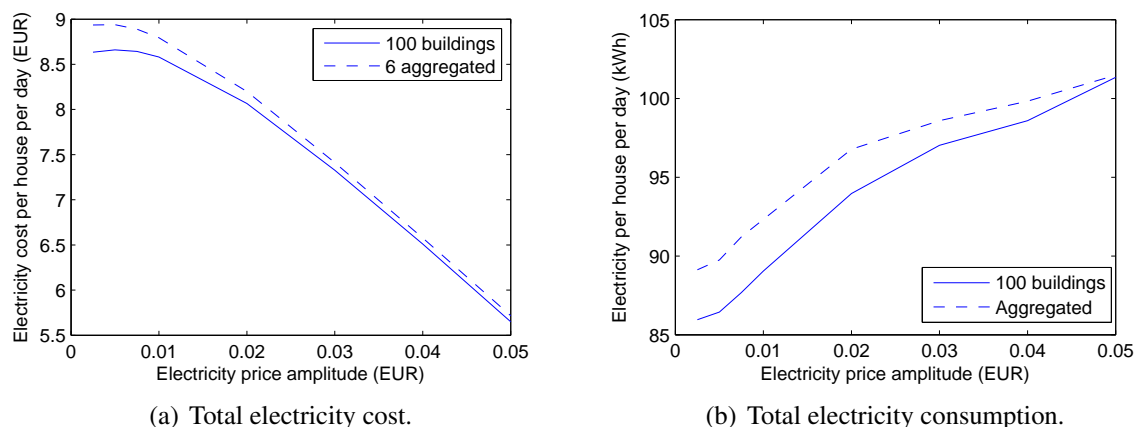 9
8.5
8
7.5
7
6.5
6
5.5
0
0.01
0.02
0.03
0.04
0.05
Electricity cost per house per day (EUR)
Electricity price amplitude (EUR)
100 buildings
6 aggregated
(a) Total electricity cost.
105
100
95
90
85
0
0.01
0.02
0.03
0.04
0.05
Electricity per house per day (kWh)
Electricity price amplitude (EUR)
100 buildings
Aggregated
(b) Total electricity consumption.